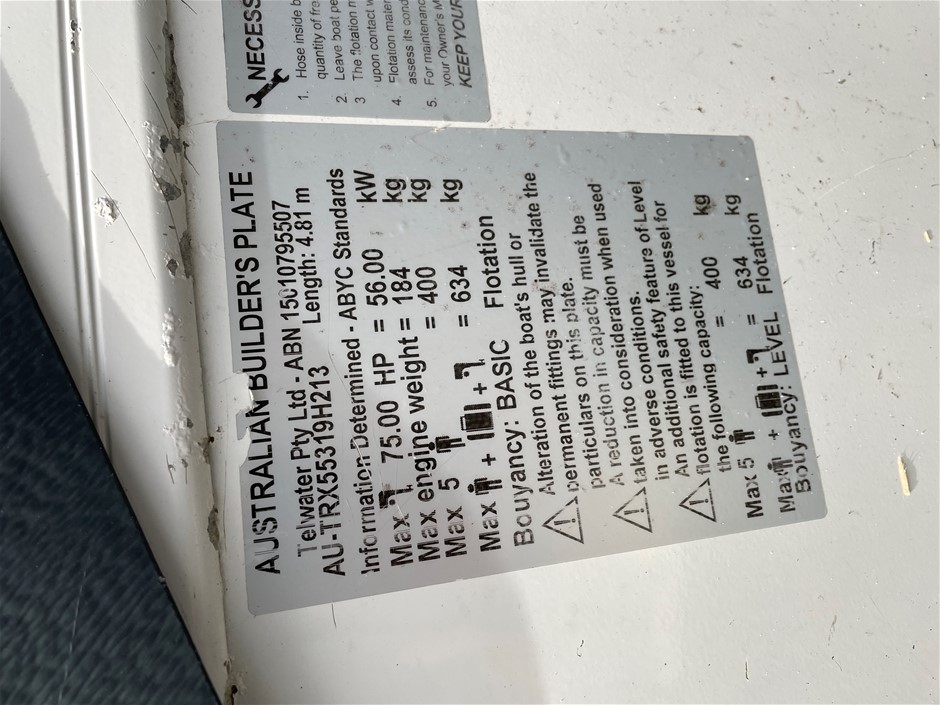 AUSTRALIAN BUILDER'S PLATE
Telwater Pty Ltd - ABN 15010795507
AU-TRX55319H213 Length: 4.81 m
Information Determined - ABYC Standards
Max 75.00 HP = 56.00 kW
Max engine weight = 184 kg
Max 5 = 400 kg
Max + + = 634 kg
Bouyancy: BASIC Flotation
Alteration of the boat's hull or
permanent fittings may invalidate the
particulars on this plate.
A reduction in capacity must be
taken into consideration when used
in adverse conditions.
An additional safety feature of Level
flotation is fitted to this vessel for
the following capacity:
Max 5 = 400 kg
Max + + = 634 kg
Bouyancy: LEVEL Flotation
NECESS
1. Hose inside b
quantity of fre
2. Leave boat pe
3 The flotation m
upon contact w
4. Flotation mater
assess its cond
5. For maintenanc
your Owner's M
KEEP YOUR